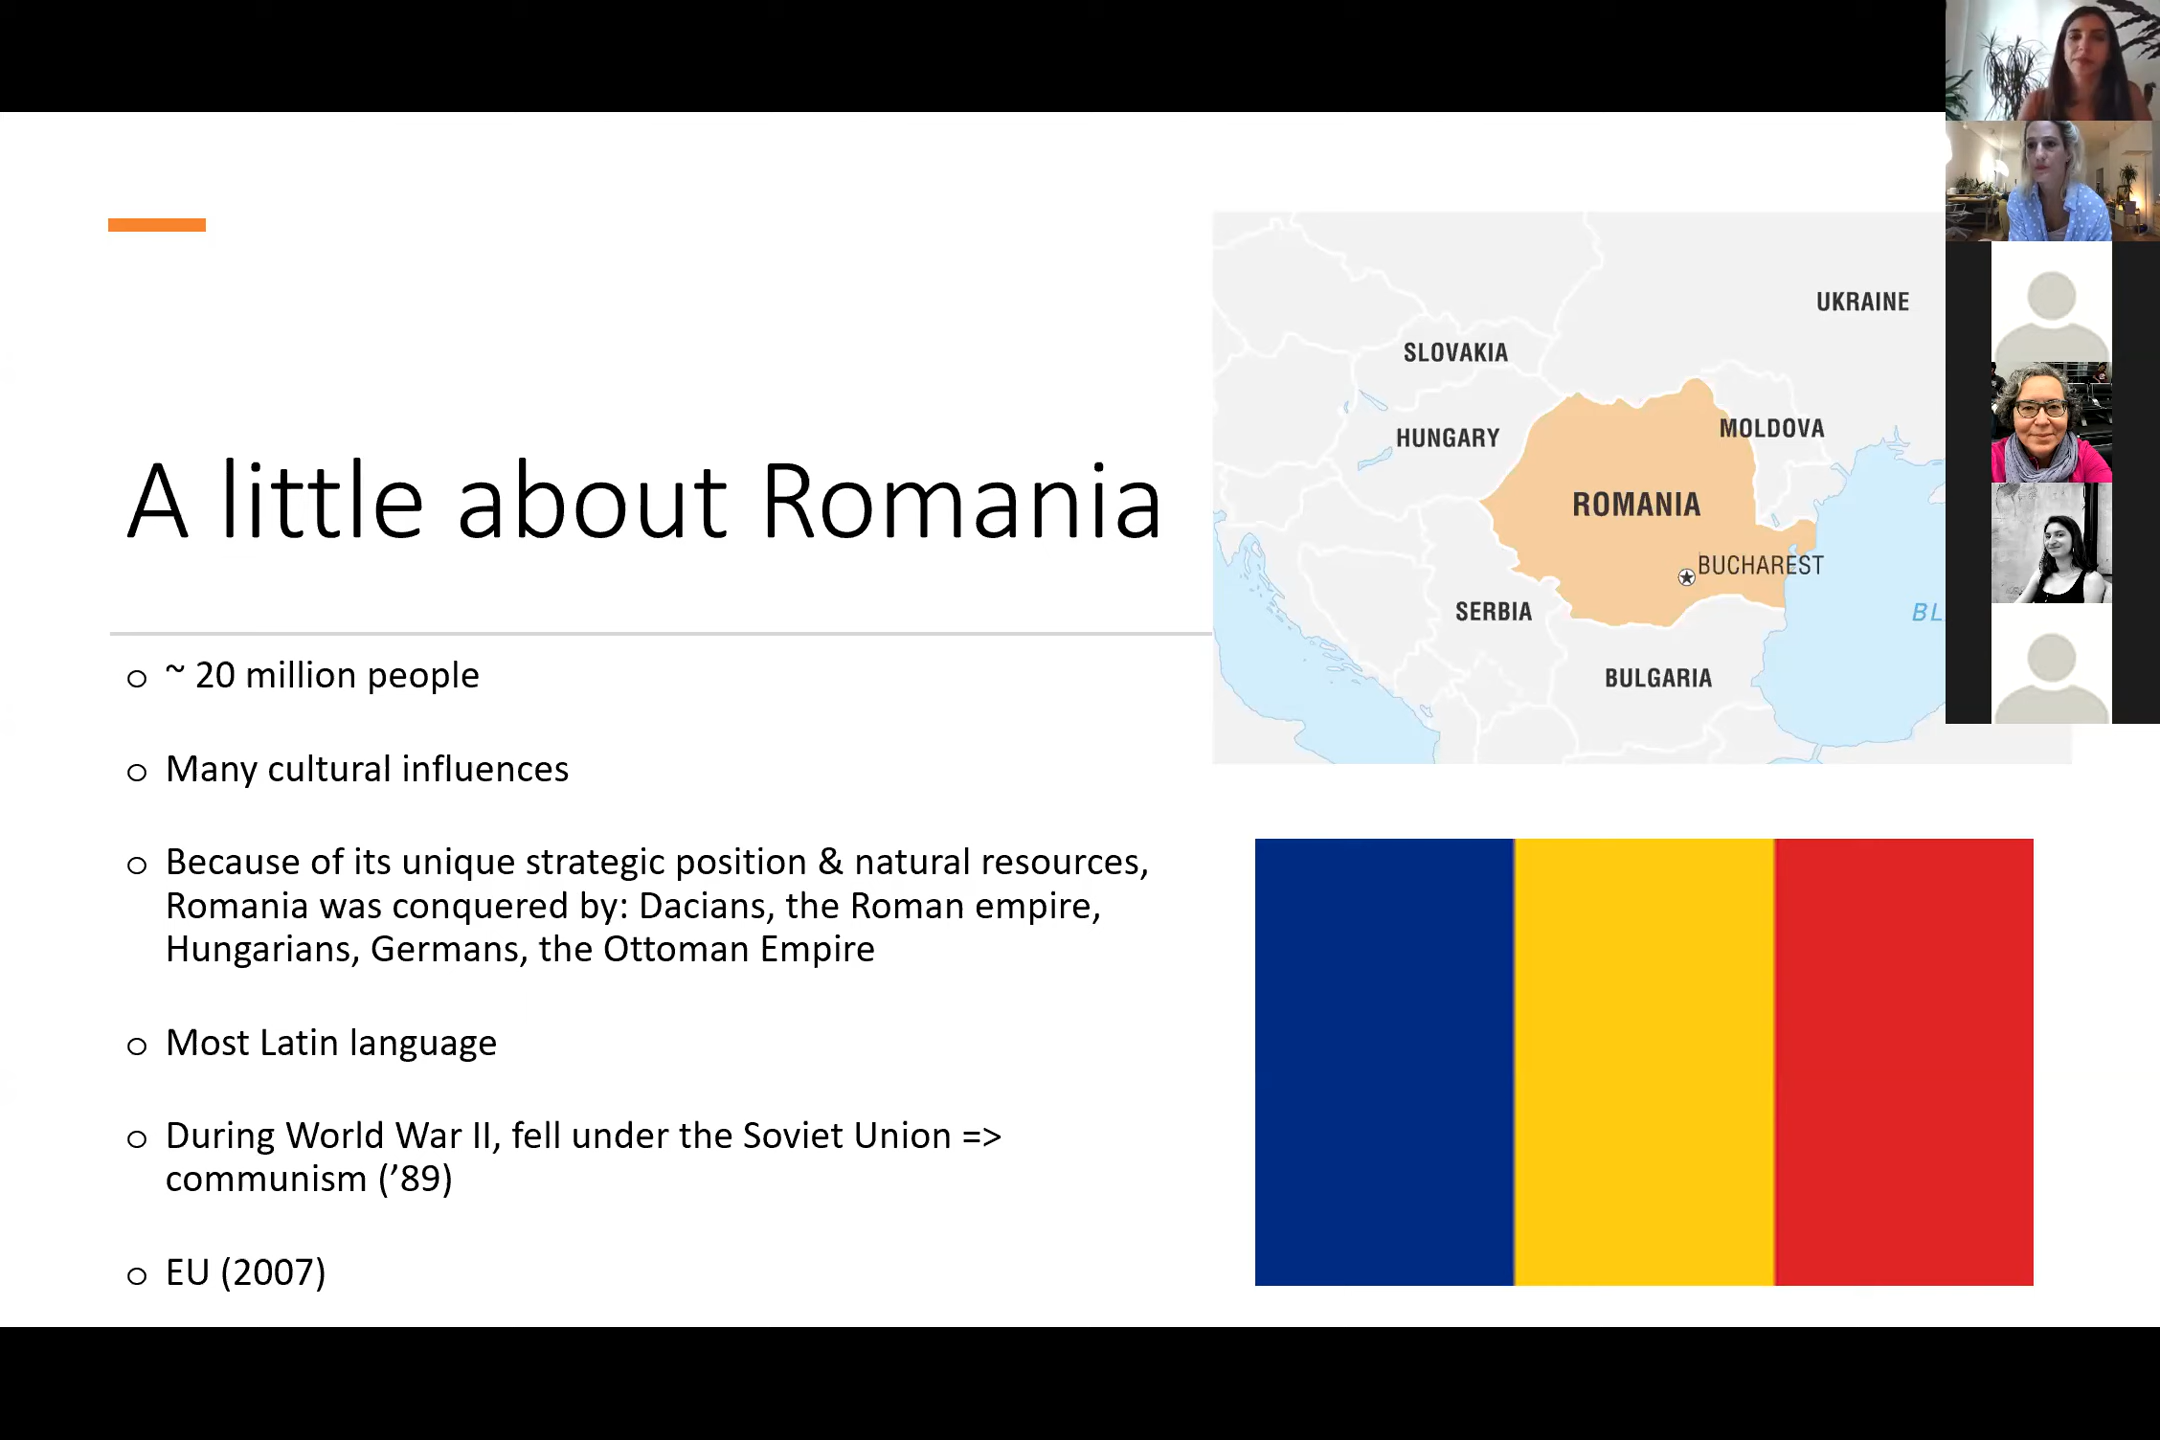 A little about Romania
o ~ 20 million people
o Many cultural influences
o Because of its unique strategic position & natural resources,
Romania was conquered by: Dacians, the Roman empire,
Hungarians, Germans, the Ottoman Empire
o Most Latin language
o During World War II, fell under the Soviet Union =>
communism (’89)
o EU (2007)
UKRAINE
SLOVAKIA
MOLDOVA
HUNGARY
ROMANIA
BUCHAREST
SERBIA
BL
BULGARIA